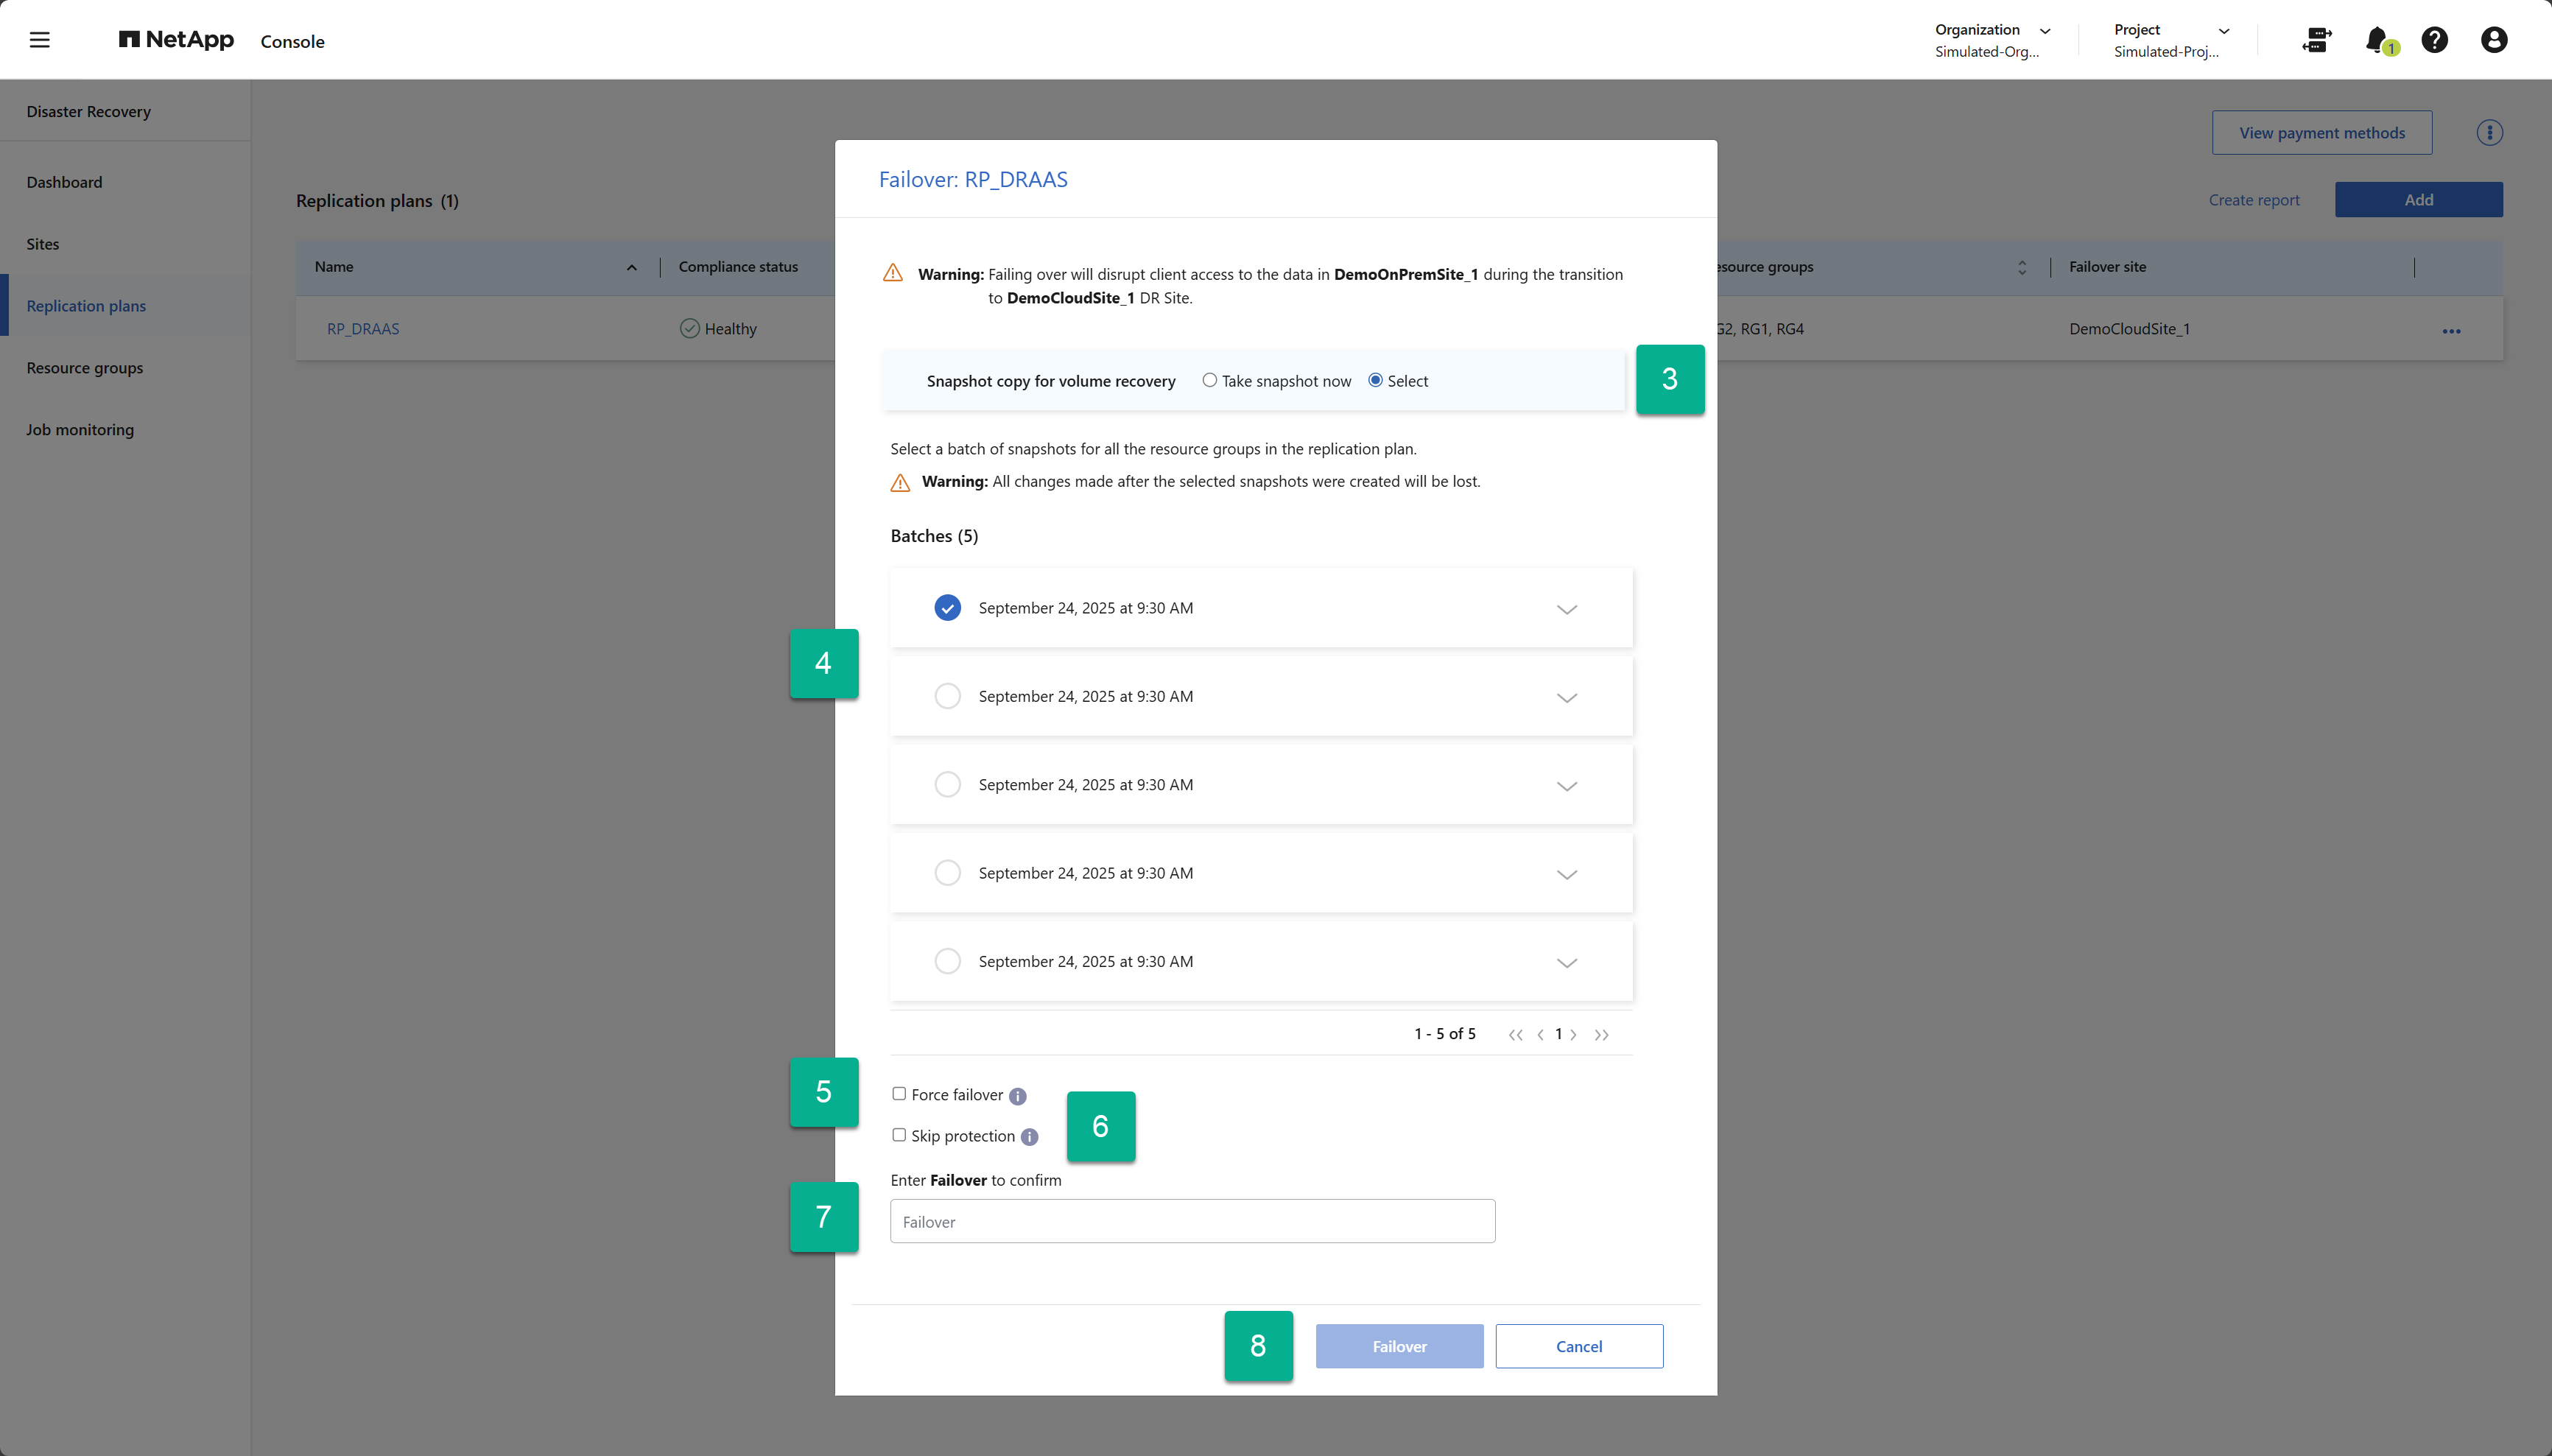 NetApp Console
Organization
Simulated-Org...
Project
Simulated-Proj...
1
Disaster Recovery
Dashboard
Sites
Replication plans
Resource groups
Job monitoring
View payment methods
Replication plans (1)
Create report
Add
Name
Compliance status
esource groups
Failover site
RP_DRAAS
Healthy
G2, RG1, RG4
DemoCloudSite_1
Failover: RP_DRAAS
Warning: Failing over will disrupt client access to the data in DemoOnPremSite_1 during the transition
to DemoCloudSite_1 DR Site.
Snapshot copy for volume recovery Take snapshot now Select
3
Select a batch of snapshots for all the resource groups in the replication plan.
Warning: All changes made after the selected snapshots were created will be lost.
Batches (5)
September 24, 2025 at 9:30 AM
4
September 24, 2025 at 9:30 AM
September 24, 2025 at 9:30 AM
September 24, 2025 at 9:30 AM
September 24, 2025 at 9:30 AM
1 - 5 of 5 << < 1 > >>
5
Force failover
6
Skip protection
Enter Failover to confirm
7
Failover
8
Failover
Cancel